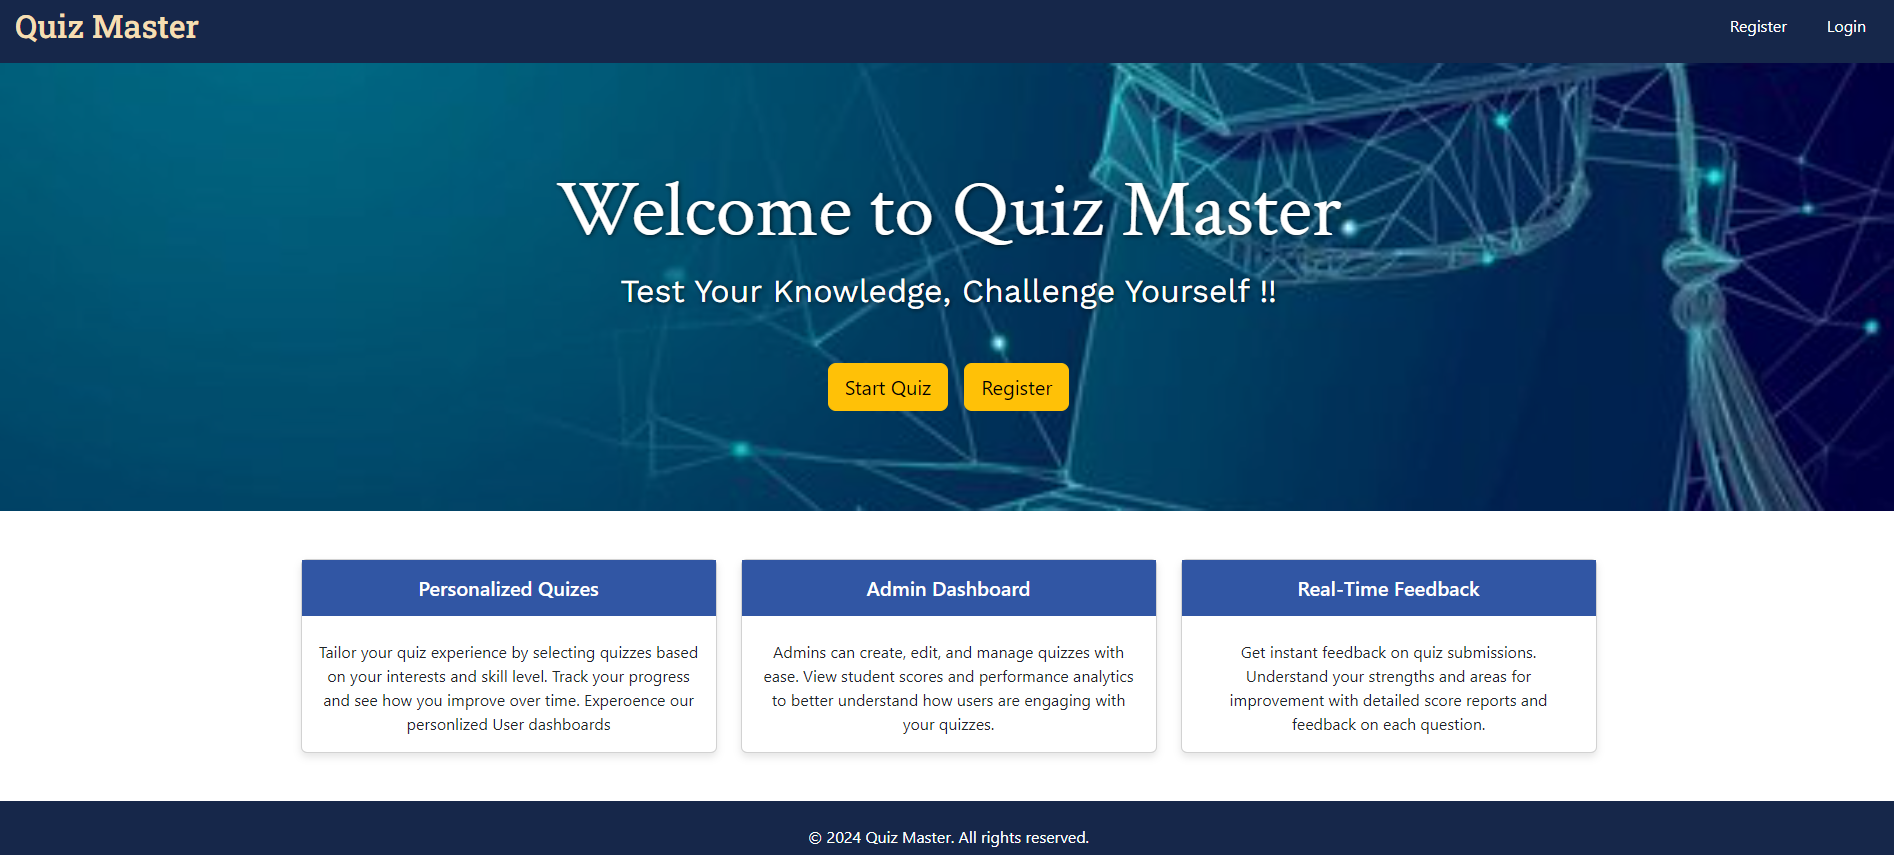 Quiz Master
Register
Login
Welcome to Quiz Master
Test Your Knowledge, Challenge Yourself !!
Start Quiz
Register
Personalized Quizes
Tailor your quiz experience by selecting quizzes based
on your interests and skill level. Track your progress
and see how you improve over time. Experoence our
personlized User dashboards
Admin Dashboard
Admins can create, edit, and manage quizzes with
ease. View student scores and performance analytics
to better understand how users are engaging with
your quizzes.
Real-Time Feedback
Get instant feedback on quiz submissions.
Understand your strengths and areas for
improvement with detailed score reports and
feedback on each question.
© 2024 Quiz Master. All rights reserved.